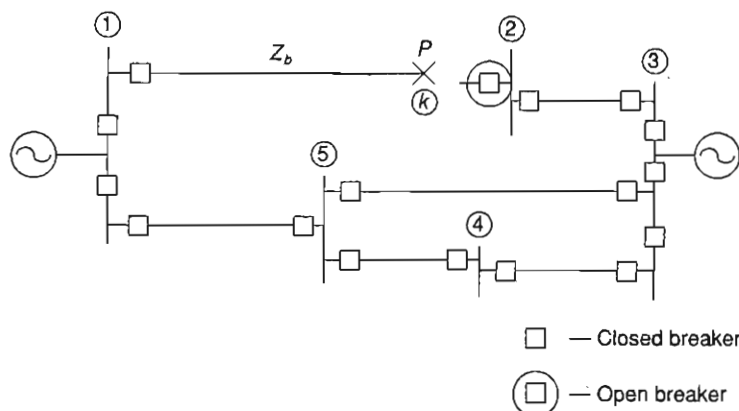 ①
②
③
P
Z_b
ⓚ
⑤
④
— Closed breaker
— Open breaker